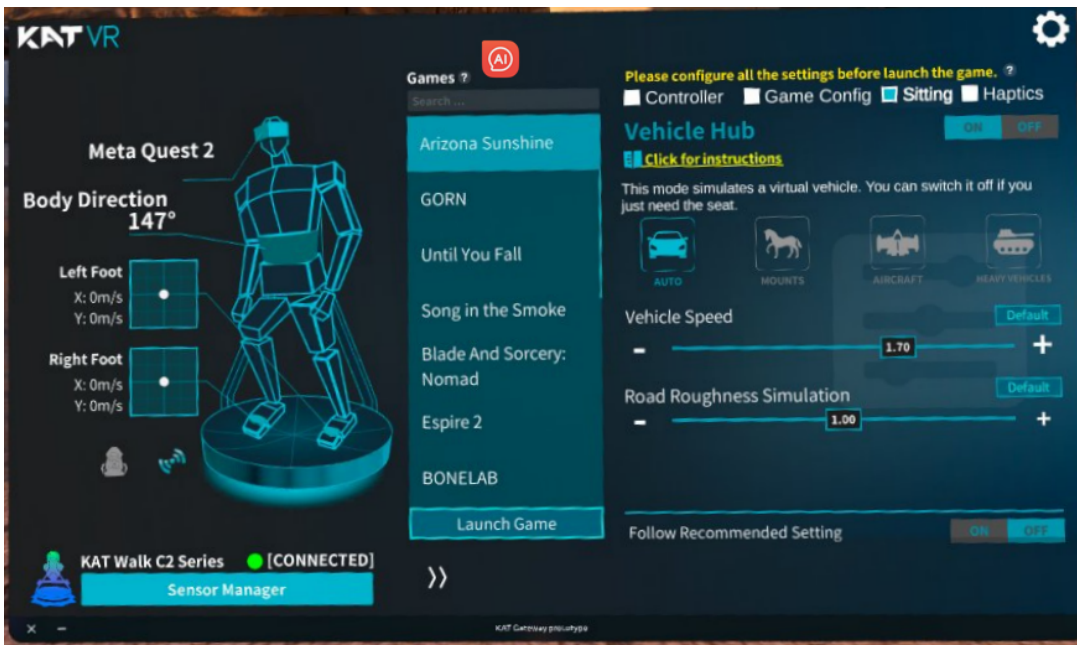 KAT VR
AI
Games ?
Please configure all the settings before launch the game. ?
Search ...
Controller Game Config Sitting Haptics
Vehicle Hub
ON OFF
Click for instructions
This mode simulates a virtual vehicle. You can switch it off if you
just need the seat.
AUTO MOUNTS AIRCRAFT HEAVY VEHICLES
Vehicle Speed
Default
- 1.70 +
Road Roughness Simulation
Default
- 1.00 +
Follow Recommended Setting
ON OFF
Arizona Sunshine
GORN
Until You Fall
Song in the Smoke
Blade And Sorcery:
Nomad
Espire 2
BONELAB
Launch Game
Meta Quest 2
Body Direction
147°
Left Foot
X: 0m/s
Y: 0m/s
Right Foot
X: 0m/s
Y: 0m/s
KAT Walk C2 Series [CONNECTED]
Sensor Manager
KAT Gateway prototype